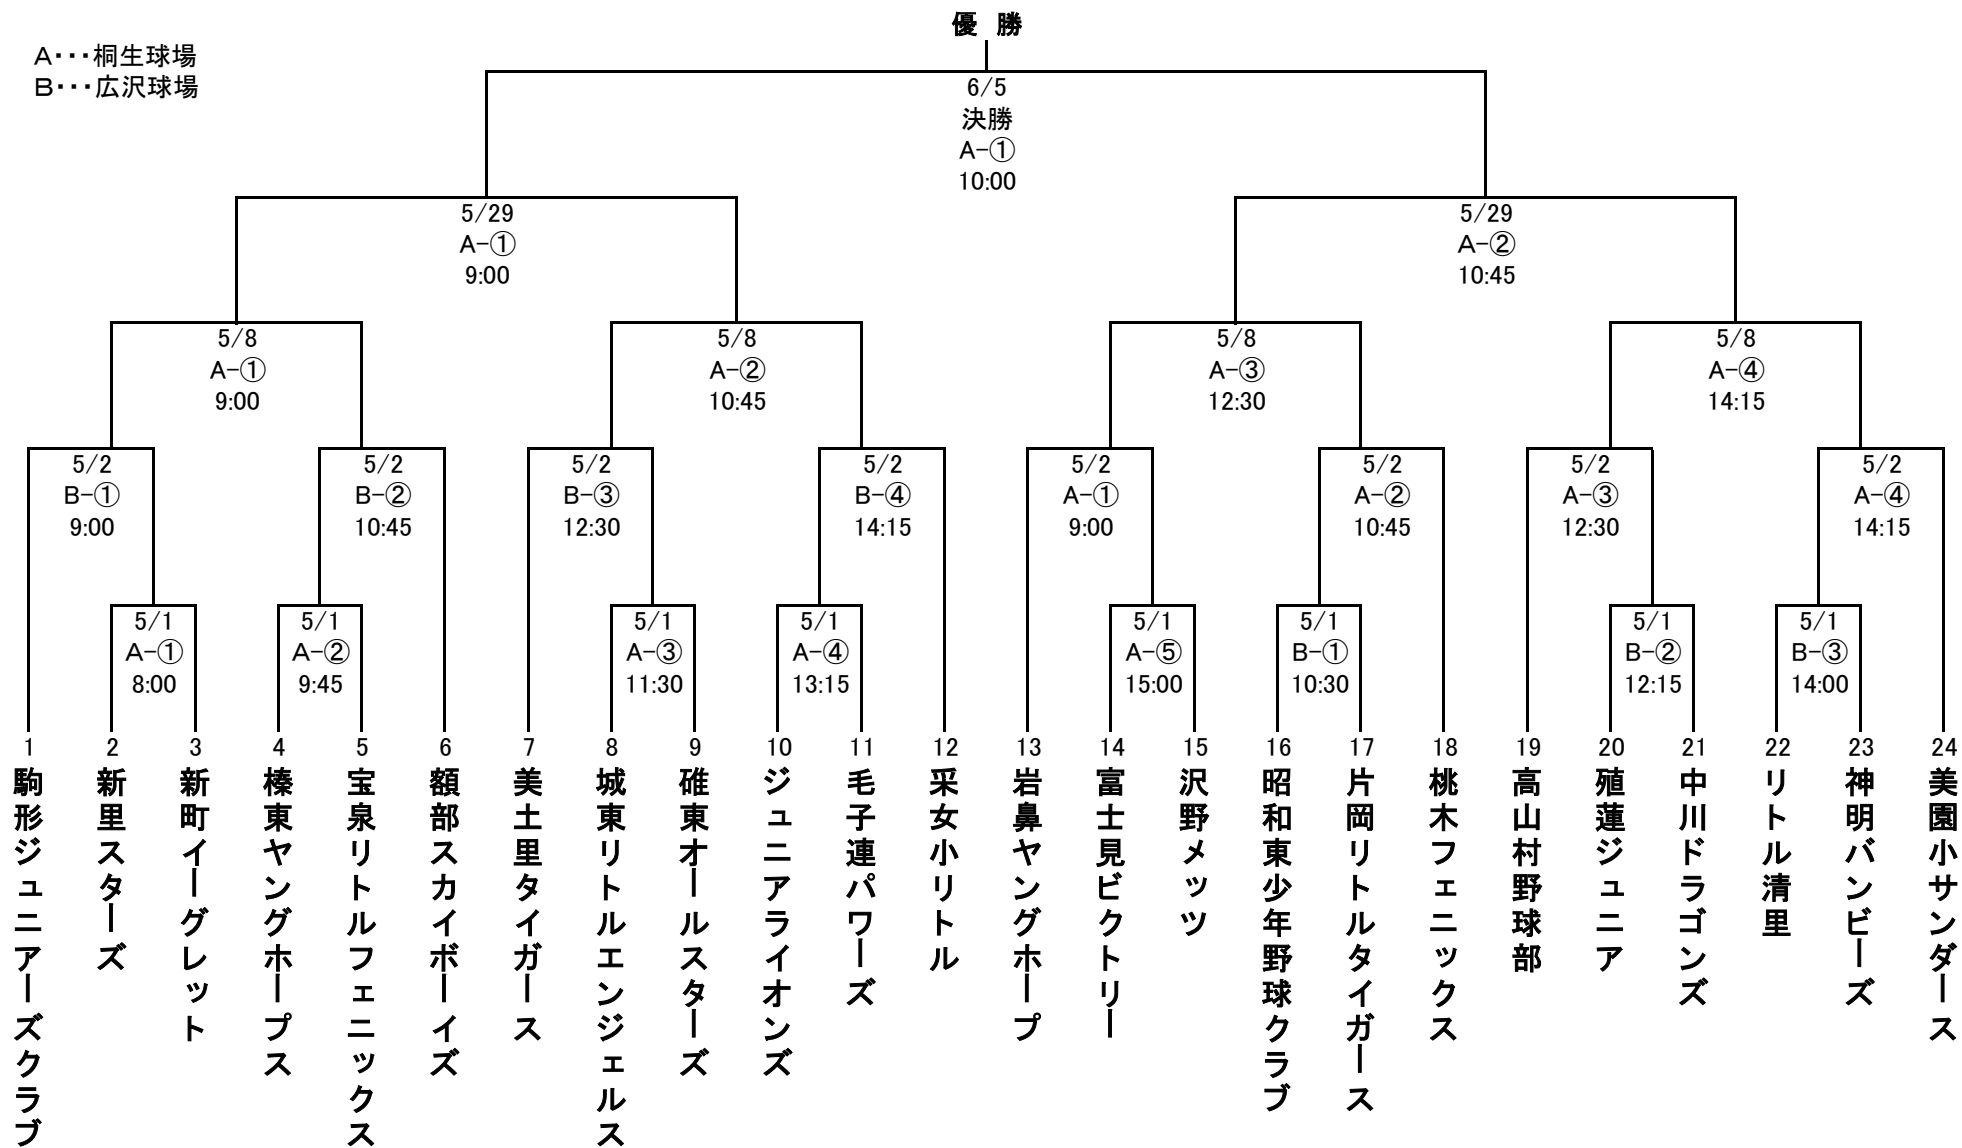 優 勝
A･･･桐生球場
B･･･広沢球場
6/5
決勝
A-①
10:00
5/29
A-①
9:00
5/29
A-②
10:45
5/8
A-①
9:00
5/8
A-②
10:45
5/8
A-③
12:30
5/8
A-④
14:15
5/2
B-①
9:00
5/2
B-②
10:45
5/2
B-③
12:30
5/2
B-④
14:15
5/2
A-①
9:00
5/2
A-②
10:45
5/2
A-③
12:30
5/2
A-④
14:15
5/1
A-①
8:00
5/1
A-②
9:45
5/1
A-③
11:30
5/1
A-④
13:15
5/1
A-⑤
15:00
5/1
B-①
10:30
5/1
B-②
12:15
5/1
B-③
14:00
1
駒形ジュニアーズクラブ
2
新里スターズ
3
新町イーグレット
4
榛東ヤングホープス
5
宝泉リトルフェニックス
6
額部スカイボーイズ
7
美土里タイガース
8
城東リトルエンジェルス
9
碓東オールスターズ
10
ジュニアライオンズ
11
毛子連パワーズ
12
采女小リトル
13
岩鼻ヤングホープ
14
富士見ビクトリー
15
沢野メッツ
16
昭和東少年野球クラブ
17
片岡リトルタイガース
18
桃木フェニックス
19
高山村野球部
20
殖蓮ジュニア
21
中川ドラゴンズ
22
リトル清里
23
神明バンビーズ
24
美園小サンダース